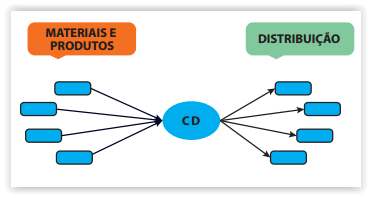 MATERIAIS E
PRODUTOS
DISTRIBUIÇÃO
CD